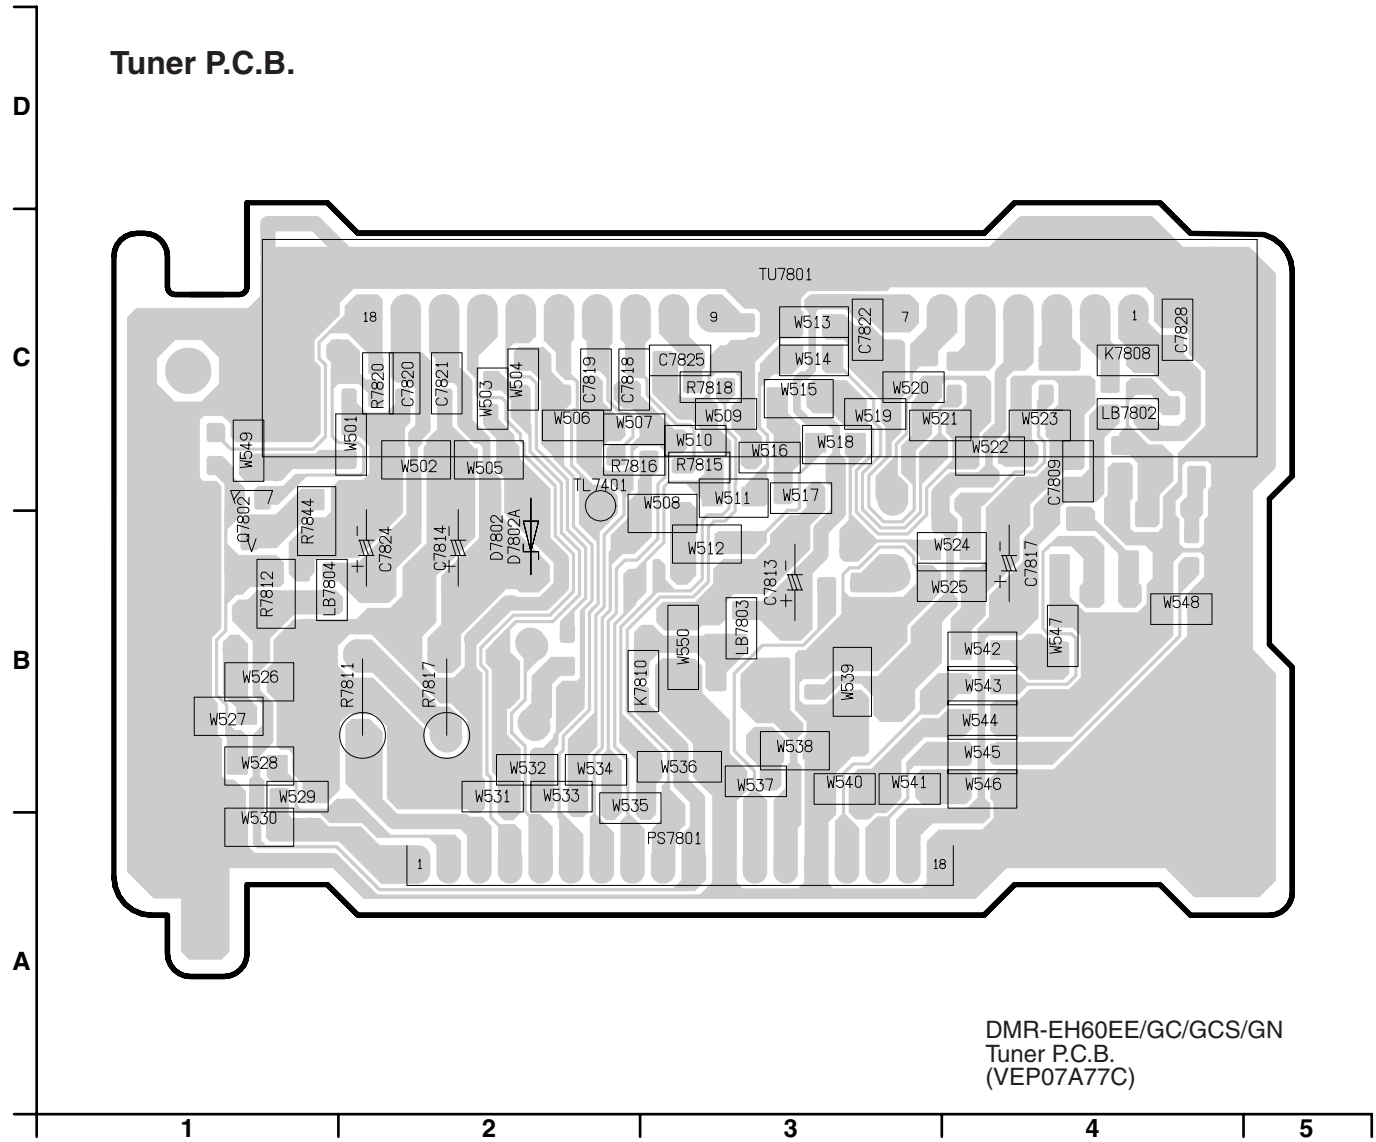 Tuner P.C.B.
D
TU7801
18
9
7
1
W513
C7822
C7828
C
R7820
C7820
C7821
W503
W504
C7819
C7818
C7825
W514
K7808
R7818
W515
W520
W549
W501
W506
W507
W509
W519
W521
W523
LB7802
W510
W518
W502
W505
R7816
R7815
W516
W522
C7809
TL7401
Q7802
R7844
W508
W511
W517
C7824
C7814
D7802
D7802A
W512
W524
C7817
R7812
LB7804
C7813
W525
W548
W550
LB7803
W547
B
W542
W526
R7811
R7817
K7810
W539
W543
W527
W544
W538
W545
W528
W532
W534
W536
W537
W540
W541
W546
W529
W531
W533
W535
W530
PS7801
1
18
A
DMR-EH60EE/GC/GCS/GN
Tuner P.C.B.
(VEP07A77C)
1
2
3
4
5